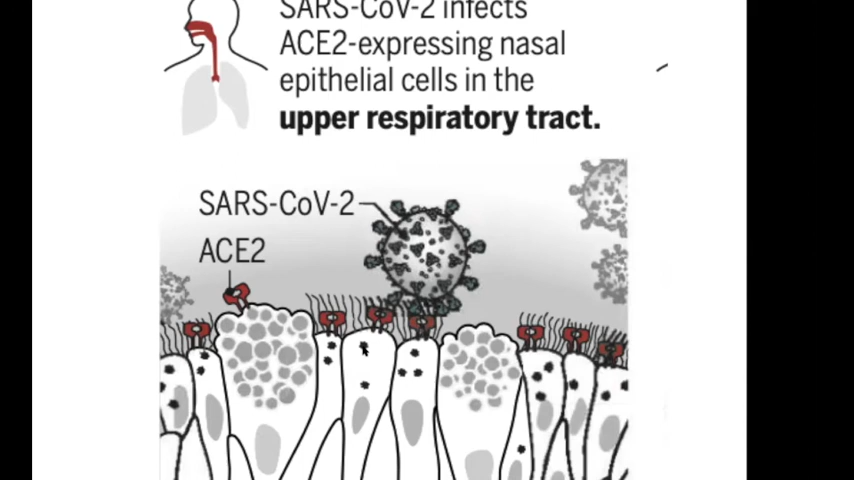 SARS-CoV-2 infects
ACE2-expressing nasal
epithelial cells in the
upper respiratory tract.
SARS-CoV-2
ACE2